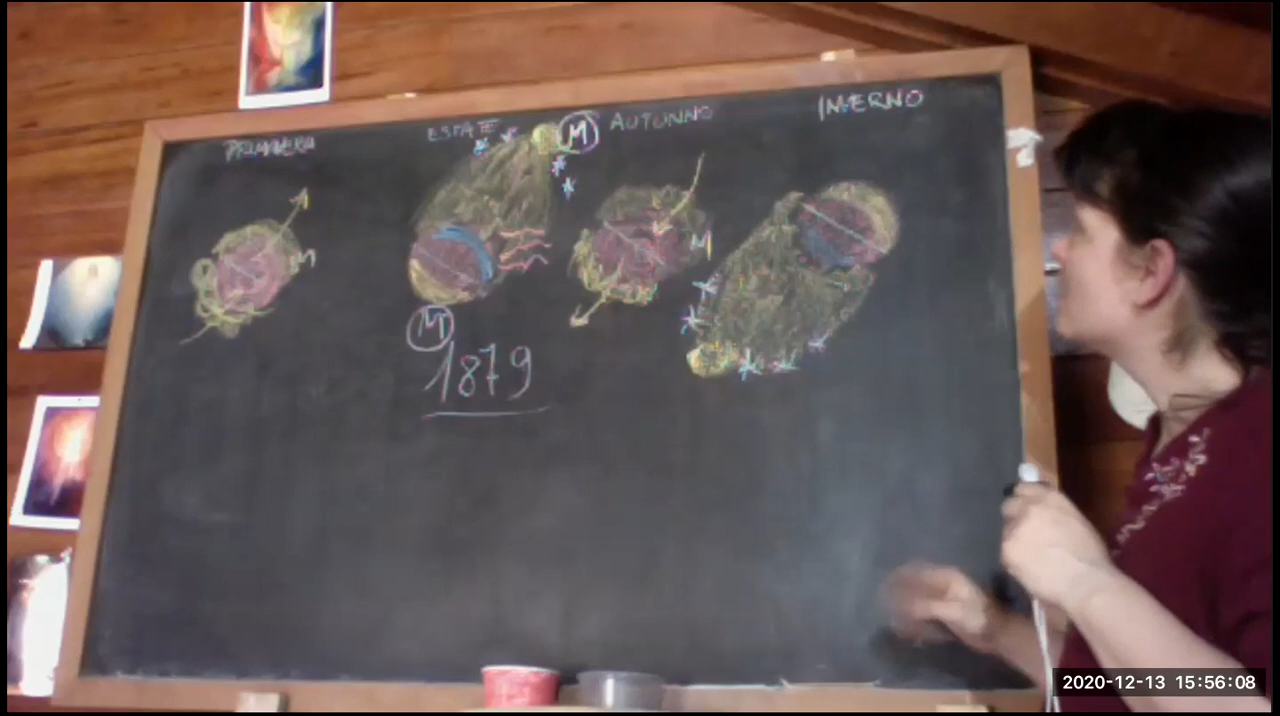 PRIMAVERA
ESTATE
M
AUTUNNO
INVERNO
M
M
M
1879
2020-12-13 15:56:08